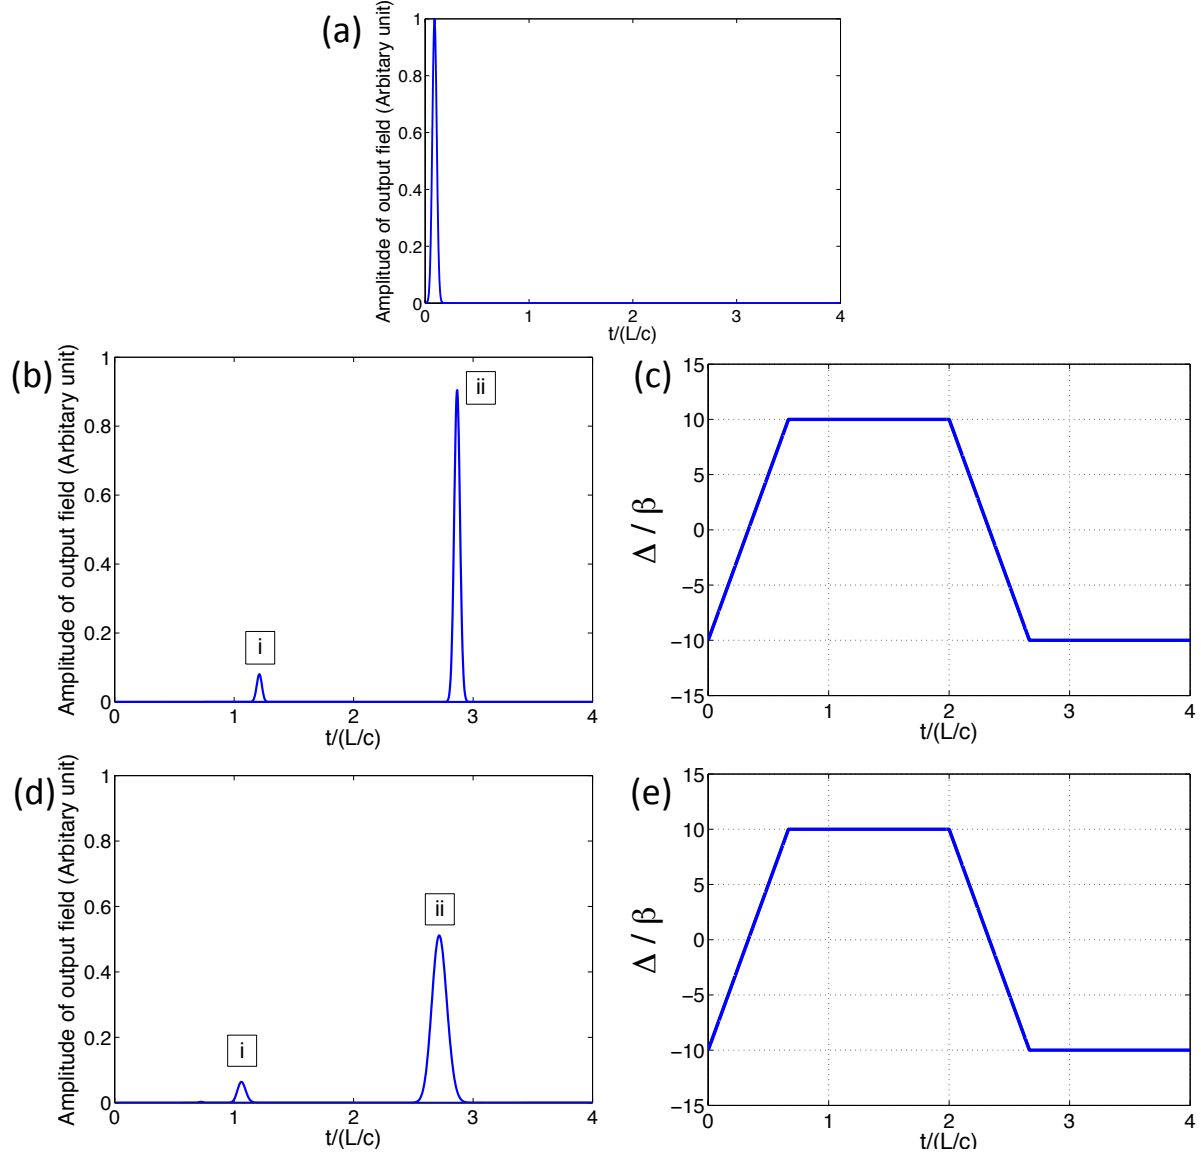 (a)
Amplitude of output field (Arbitary unit)
1
0.8
0.6
0.4
0.2
0
0 1 2 3 4
t/(L/c)
(b)
Amplitude of output field (Arbitary unit)
1
0.8
0.6
0.4
0.2
0
i
ii
0 1 2 3 4
t/(L/c)
(c)
Δ / β
15
10
5
0
−5
−10
−15
0 1 2 3 4
t/(L/c)
(d)
Amplitude of output field (Arbitary unit)
1
0.8
0.6
0.4
0.2
0
i
ii
0 1 2 3 4
t/(L/c)
(e)
Δ / β
15
10
5
0
−5
−10
−15
0 1 2 3 4
t/(L/c)